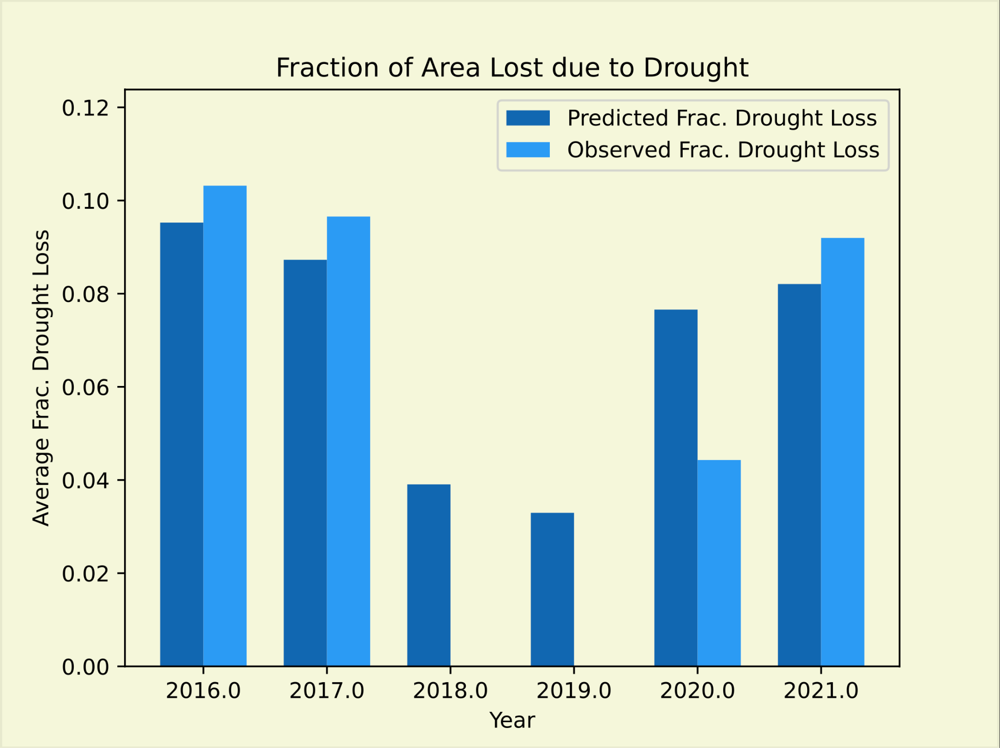 Fraction of Area Lost due to Drought
Predicted Frac. Drought Loss
Observed Frac. Drought Loss
Average Frac. Drought Loss
0.12
0.10
0.08
0.06
0.04
0.02
0.00
2016.0 2017.0 2018.0 2019.0 2020.0 2021.0
Year